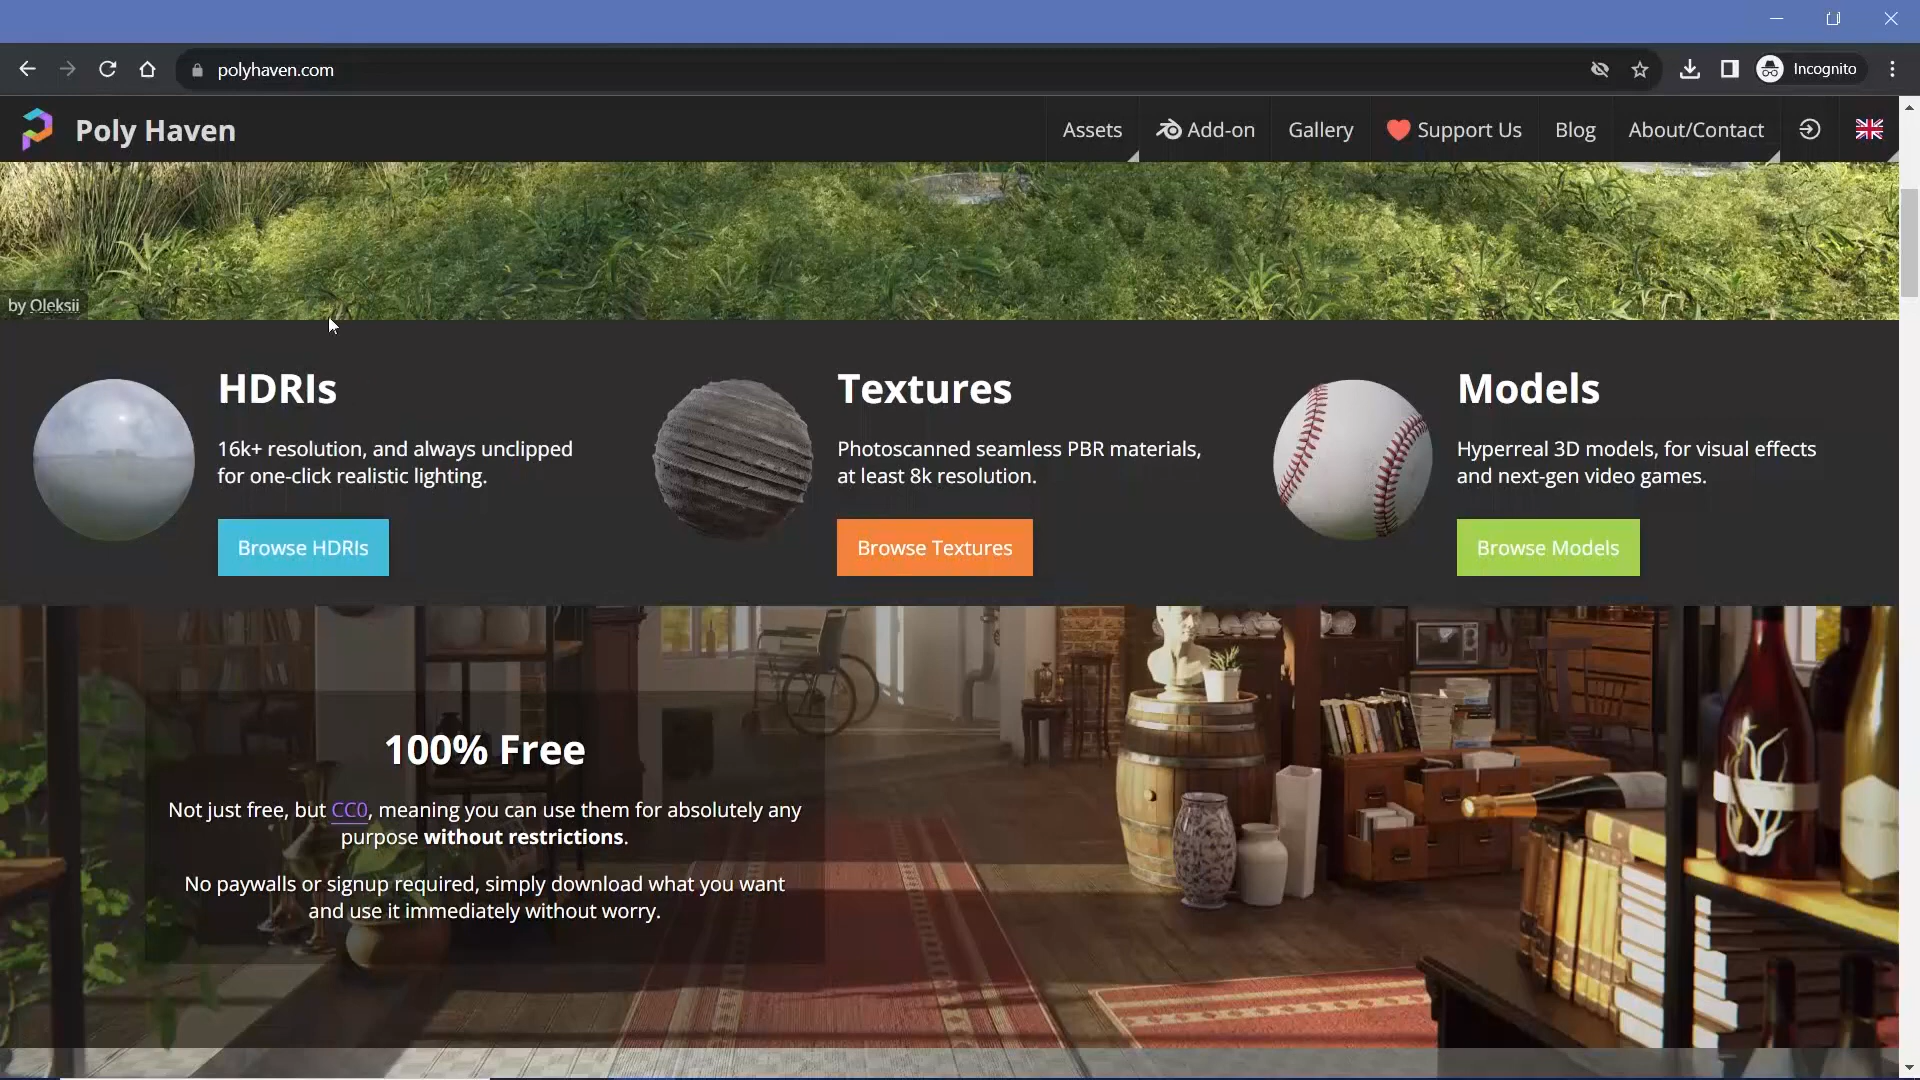 polyhaven.com
Incognito
Poly Haven
Assets
Add-on
Gallery
Support Us
Blog
About/Contact
by Oleksii
HDRIs
16k+ resolution, and always unclipped
for one-click realistic lighting.
Browse HDRIs
Textures
Photoscanned seamless PBR materials,
at least 8k resolution.
Browse Textures
Models
Hyperreal 3D models, for visual effects
and next-gen video games.
Browse Models
100% Free
Not just free, but CC0, meaning you can use them for absolutely any
purpose without restrictions.
No paywalls or signup required, simply download what you want
and use it immediately without worry.